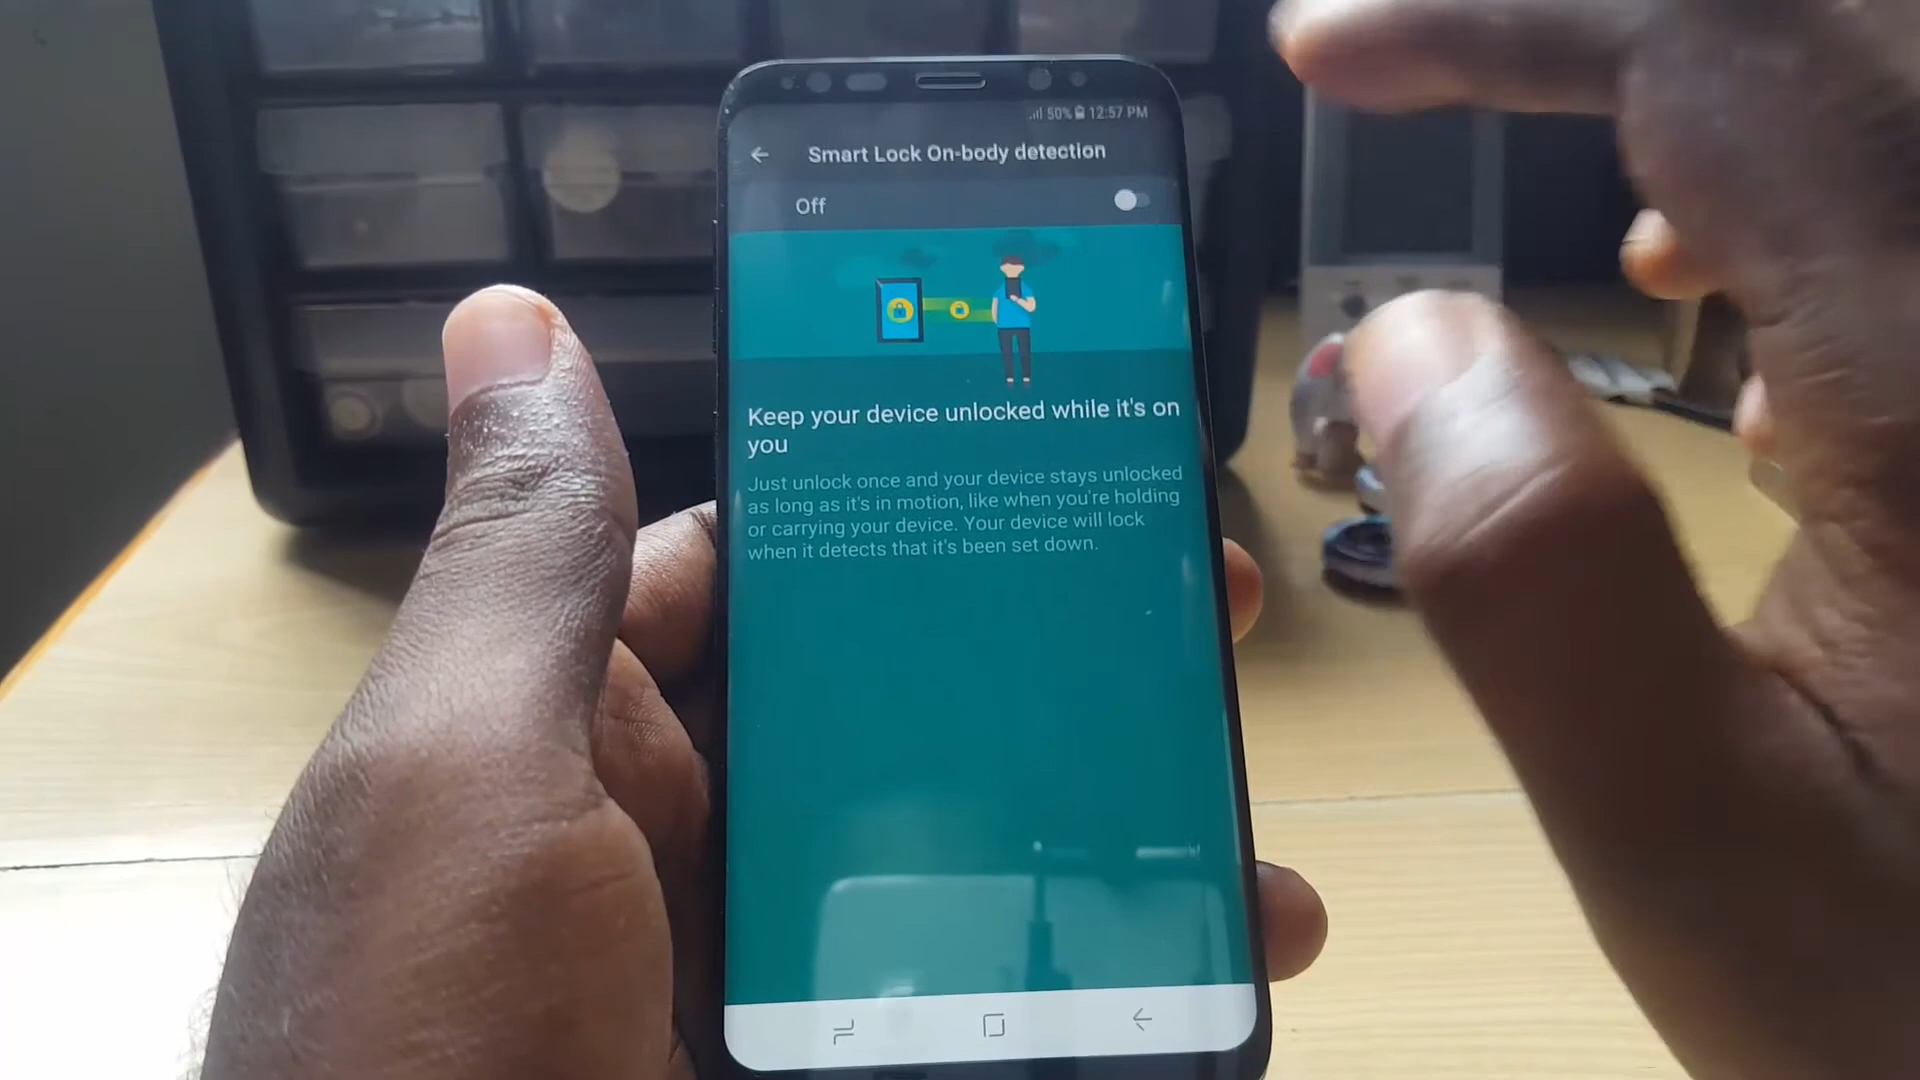 50% 12:57 PM
Smart Lock On-body detection
Off
Keep your device unlocked while it's on
you
Just unlock once and your device stays unlocked
as long as it's in motion, like when you're holding
or carrying your device. Your device will lock
when it detects that it's been set down.